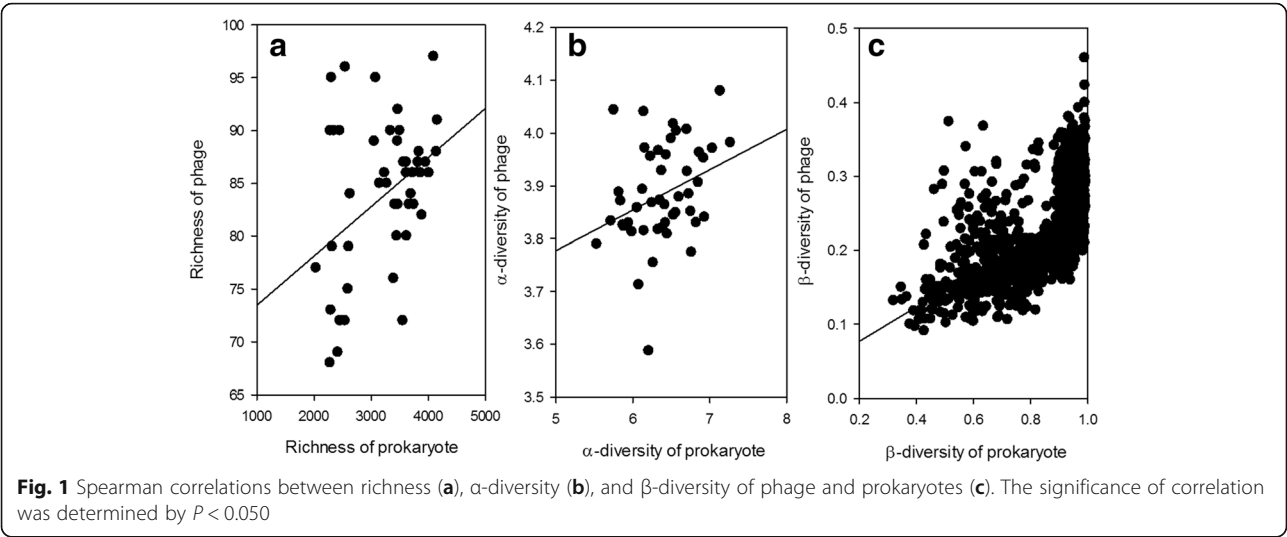 a
100
95
90
85
80
75
70
65
1000 2000 3000 4000 5000
Richness of phage
Richness of prokaryote
b
4.2
4.1
4.0
3.9
3.8
3.7
3.6
3.5
5 6 7 8
α-diversity of phage
α-diversity of prokaryote
c
0.5
0.4
0.3
0.2
0.1
0.0
0.2 0.4 0.6 0.8 1.0
β-diversity of phage
β-diversity of prokaryote
Fig. 1 Spearman correlations between richness (a), α-diversity (b), and β-diversity of phage and prokaryotes (c). The significance of correlation
was determined by P < 0.050